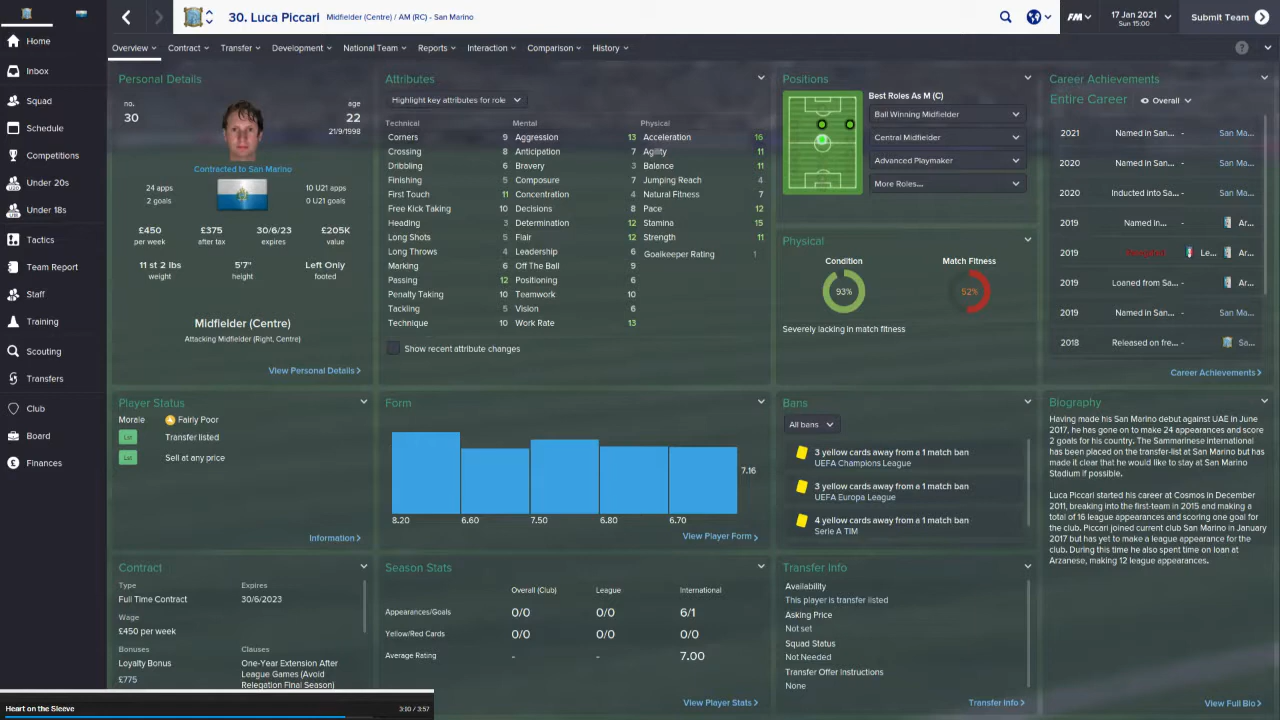 30. Luca Piccari Midfielder (Centre) / AM (RC) - San Marino
FM
17 Jan 2021
Sun 15:00
Submit Team
Home
Inbox
Squad
Schedule
Competitions
Under 20s
Under 18s
Tactics
Team Report
Staff
Training
Scouting
Transfers
Club
Board
Finances
Overview Contract Transfer Development National Team Reports Interaction Comparison History
Personal Details
no.
30
age
22
21/9/1998
Contracted to San Marino
24 apps
2 goals
10 U21 apps
0 U21 goals
£450 £375 30/6/23 £205K
per week after tax expires value
11 st 2 lbs 5'7" Left Only
weight height footed
Midfielder (Centre)
Attacking Midfielder (Right, Centre)
View Personal Details
Attributes
Highlight key attributes for role
Technical Mental Physical
Corners 9 Aggression 13 Acceleration 16
Crossing 8 Anticipation 7 Agility 11
Dribbling 6 Bravery 3 Balance 11
Finishing 5 Composure 7 Jumping Reach 4
First Touch 11 Concentration 4 Natural Fitness 7
Free Kick Taking 10 Decisions 8 Pace 12
Heading 3 Determination 12 Stamina 15
Long Shots 5 Flair 12 Strength 11
Long Throws 4 Leadership 6 Goalkeeper Rating 1
Marking 6 Off The Ball 9
Passing 12 Positioning 6
Penalty Taking 10 Teamwork 10
Tackling 5 Vision 6
Technique 10 Work Rate 13
Show recent attribute changes
Positions
Best Roles As M (C)
Ball Winning Midfielder
Central Midfielder
Advanced Playmaker
More Roles...
Physical
Condition Match Fitness
93% 52%
Severely lacking in match fitness
Career Achievements
Entire Career Overall
2021 Named in San... - San Ma...
2020 Named in San... - San Ma...
2020 Inducted into Sa... - San Ma...
2019 Named in... - Ar...
2019 Le... Ar...
2019 Loaned from Sa... - Ar...
2019 Named in San... - San Ma...
2018 Released on fre... - Sa...
Career Achievements
Player Status
Morale Fairly Poor
Lst Transfer listed
Lst Sell at any price
Information
Form
7.16
8.20 6.60 7.50 6.80 6.70
View Player Form
Bans
All bans
3 yellow cards away from a 1 match ban
UEFA Champions League
3 yellow cards away from a 1 match ban
UEFA Europa League
4 yellow cards away from a 1 match ban
Serie A TIM
Biography
Having made his San Marino debut against UAE in June
2017, he has gone on to make 24 appearances and score
2 goals for his country. The Sammarinese international
has been placed on the transfer-list at San Marino but has
made it clear that he would like to stay at San Marino
Stadium if possible.
Luca Piccari started his career at Cosmos in December
2011, breaking into the first-team in 2015 and making a
total of 16 league appearances and scoring one goal for
the club. Piccari joined current club San Marino in January
2017 but has yet to make a league appearance for the
club. During this time he also spent time on loan at
Arzanese, making 12 league appearances.
View Full Bio
Contract
Type Expires
Full Time Contract 30/6/2023
Wage
£450 per week
Bonuses Clauses
Loyalty Bonus One-Year Extension After
£775 League Games (Avoid
Relegation Final Season)
Season Stats
Overall (Club) League International
Appearances/Goals 0/0 0/0 6/1
Yellow/Red Cards 0/0 0/0 0/0
Average Rating - - 7.00
View Player Stats
Transfer Info
Availability
This player is transfer listed
Asking Price
Not set
Squad Status
Not Needed
Transfer Offer Instructions
None
Transfer Info
Heart on the Sleeve 3:10 / 3:57